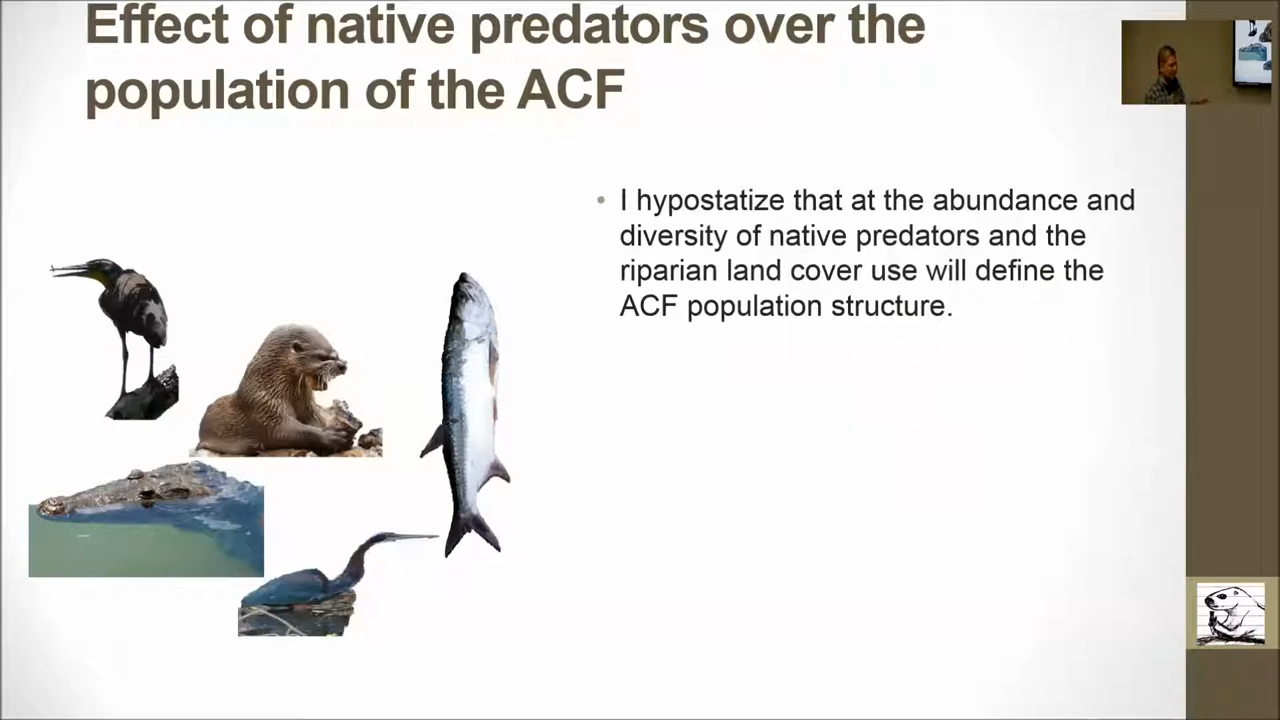 Effect of native predators over the
population of the ACF
• I hypostatize that at the abundance and
diversity of native predators and the
riparian land cover use will define the
ACF population structure.